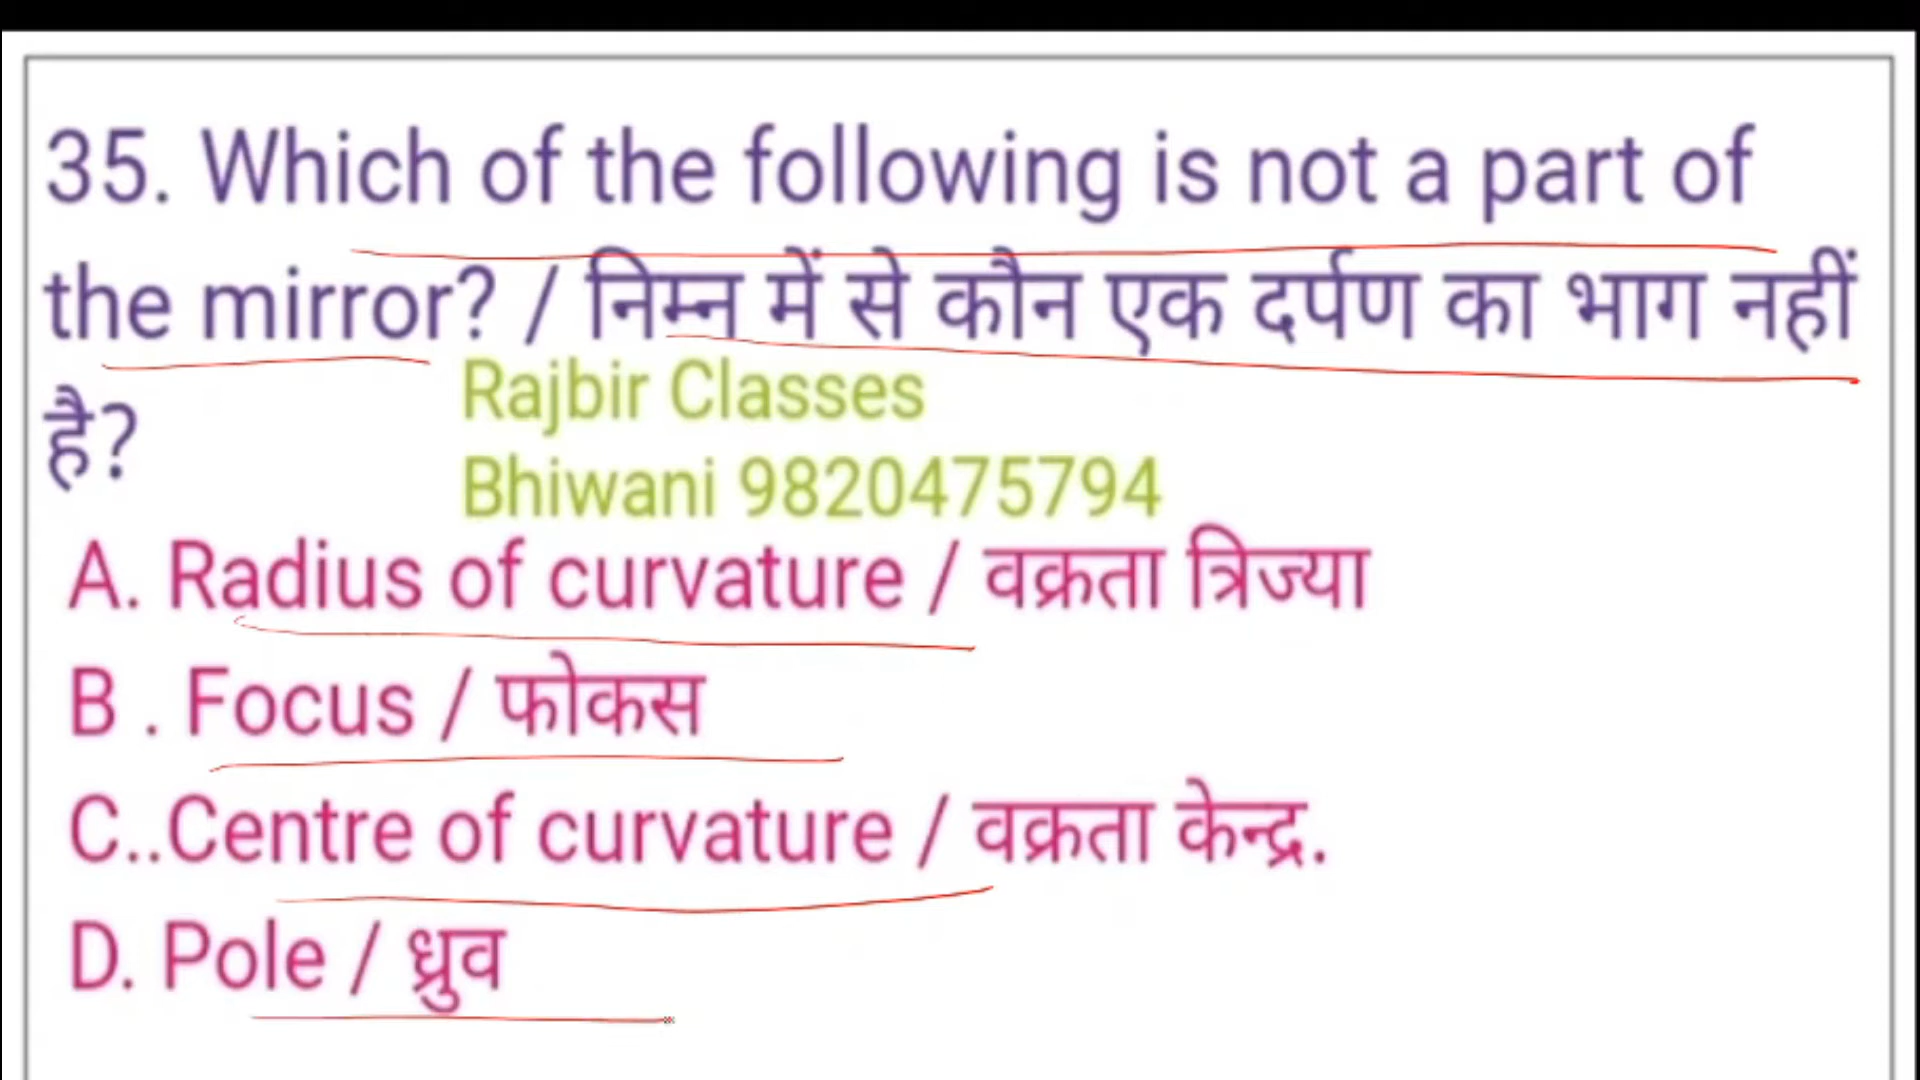 35. Which of the following is not a part of
the mirror? / निम्न में से कौन एक दर्पण का भाग नहीं
है?
Rajbir Classes
Bhiwani 9820475794
A. Radius of curvature / वक्रता त्रिज्या
B . Focus / फोकस
C..Centre of curvature / वक्रता केन्द्र.
D. Pole / ध्रुव